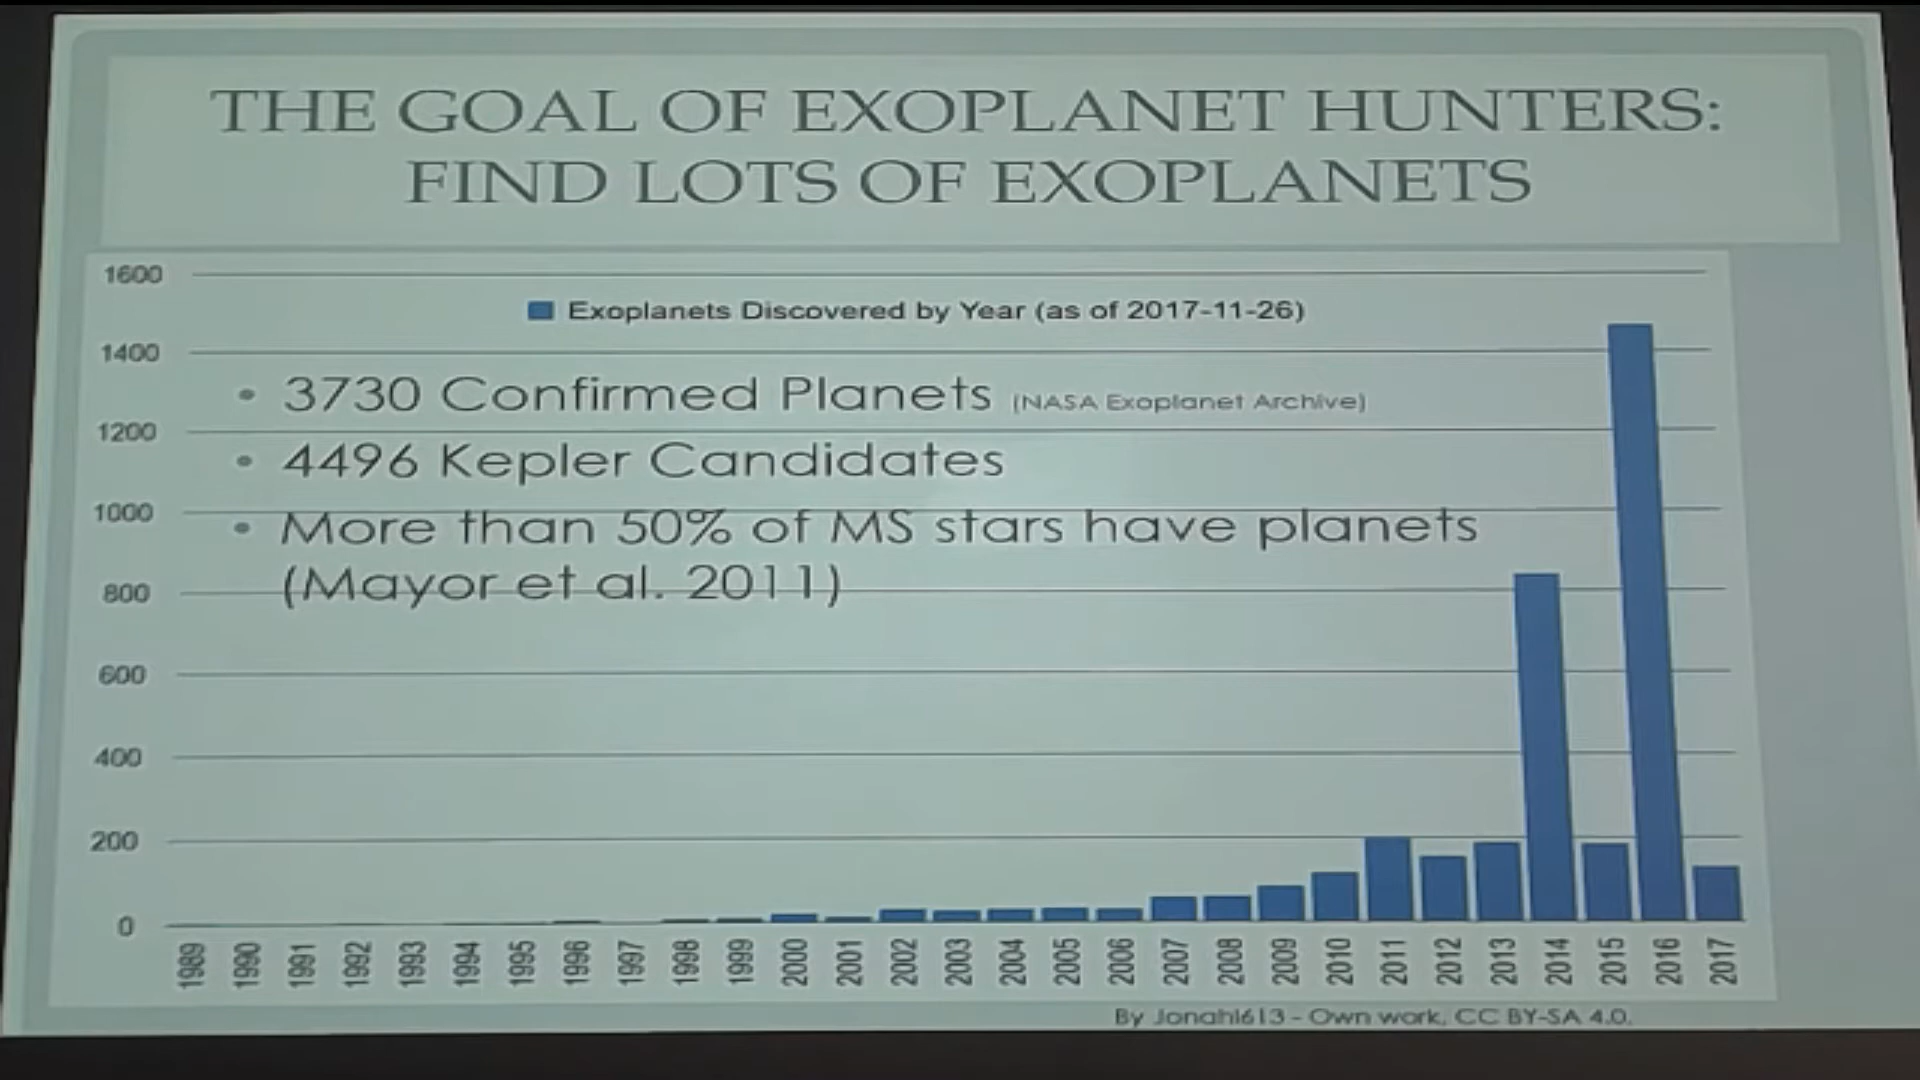 THE GOAL OF EXOPLANET HUNTERS:
FIND LOTS OF EXOPLANETS
1600
Exoplanets Discovered by Year (as of 2017-11-26)
1400
• 3730 Confirmed Planets (NASA Exoplanet Archive)
1200
• 4496 Kepler Candidates
1000
• More than 50% of MS stars have planets
800
(Mayor et al. 2011)
600
400
200
0
1989 1990 1991 1992 1993 1994 1995 1996 1997 1998 1999 2000 2001 2002 2003 2004 2005 2006 2007 2008 2009 2010 2011 2012 2013 2014 2015 2016 2017
By Jonahl613 - Own work, CC BY-SA 4.0,